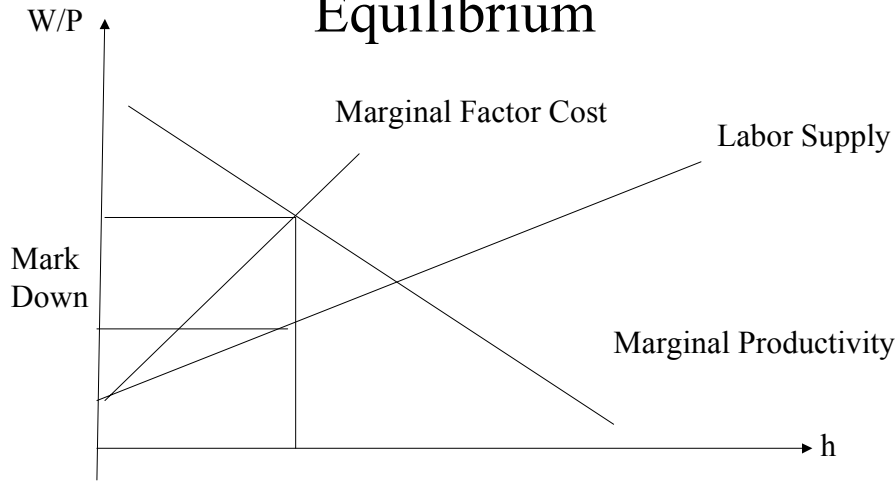 Equilibrium
W/P
Marginal Factor Cost
Labor Supply
Mark
Down
Marginal Productivity
h